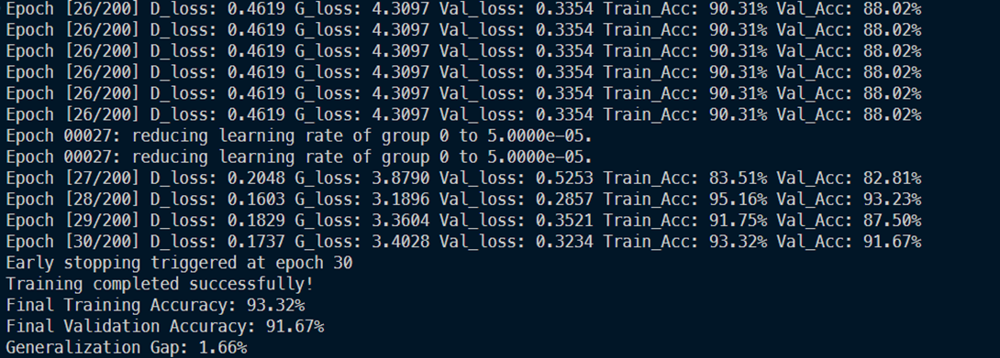 Epoch [26/200] D_loss: 0.4619 G_loss: 4.3097 Val_loss: 0.3354 Train_Acc: 90.31% Val_Acc: 88.02%
Epoch [26/200] D_loss: 0.4619 G_loss: 4.3097 Val_loss: 0.3354 Train_Acc: 90.31% Val_Acc: 88.02%
Epoch [26/200] D_loss: 0.4619 G_loss: 4.3097 Val_loss: 0.3354 Train_Acc: 90.31% Val_Acc: 88.02%
Epoch [26/200] D_loss: 0.4619 G_loss: 4.3097 Val_loss: 0.3354 Train_Acc: 90.31% Val_Acc: 88.02%
Epoch [26/200] D_loss: 0.4619 G_loss: 4.3097 Val_loss: 0.3354 Train_Acc: 90.31% Val_Acc: 88.02%
Epoch [26/200] D_loss: 0.4619 G_loss: 4.3097 Val_loss: 0.3354 Train_Acc: 90.31% Val_Acc: 88.02%
Epoch 00027: reducing learning rate of group 0 to 5.0000e-05.
Epoch 00027: reducing learning rate of group 0 to 5.0000e-05.
Epoch [27/200] D_loss: 0.2048 G_loss: 3.8790 Val_loss: 0.5253 Train_Acc: 83.51% Val_Acc: 82.81%
Epoch [28/200] D_loss: 0.1603 G_loss: 3.1896 Val_loss: 0.2857 Train_Acc: 95.16% Val_Acc: 93.23%
Epoch [29/200] D_loss: 0.1829 G_loss: 3.3604 Val_loss: 0.3521 Train_Acc: 91.75% Val_Acc: 87.50%
Epoch [30/200] D_loss: 0.1737 G_loss: 3.4028 Val_loss: 0.3234 Train_Acc: 93.32% Val_Acc: 91.67%
Early stopping triggered at epoch 30
Training completed successfully!
Final Training Accuracy: 93.32%
Final Validation Accuracy: 91.67%
Generalization Gap: 1.66%